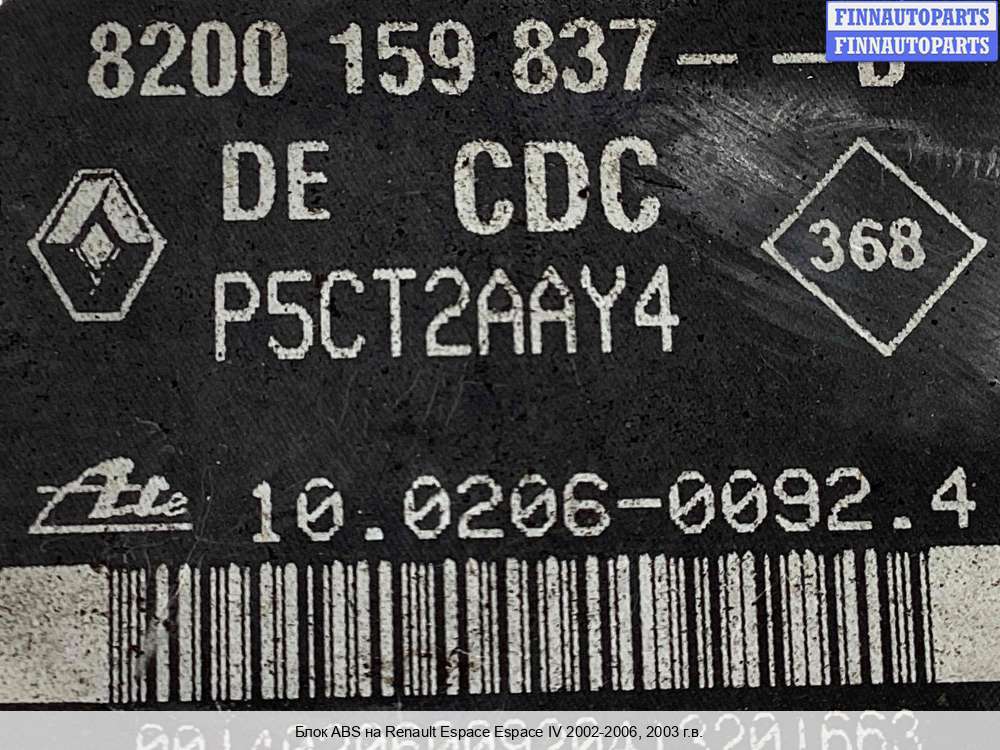 FINNAUTOPARTS
FINNAUTOPARTS
8200 159 837--
DE CDC
368
P5CT2AAY4
Ate 10.0206-0092.4
Блок ABS на Renault Espace Espace IV 2002-2006, 2003 г.в.